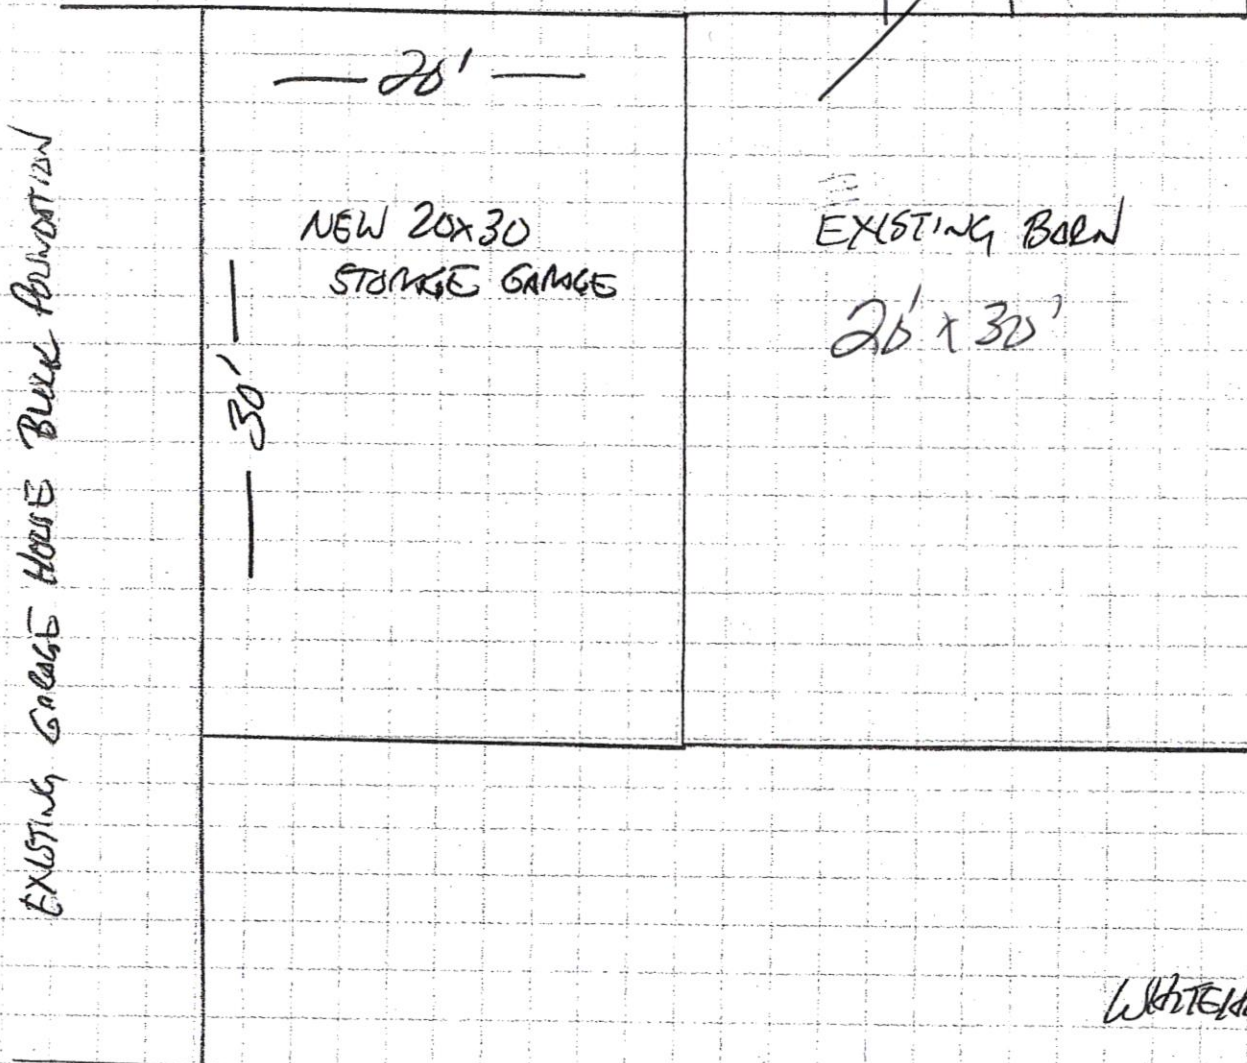 20'
NEW 20x30
STORAGE GARAGE
30'
EXISTING BARN
20' x 30'
EXISTING GARAGE HOUSE BLOCK FOUNDATION